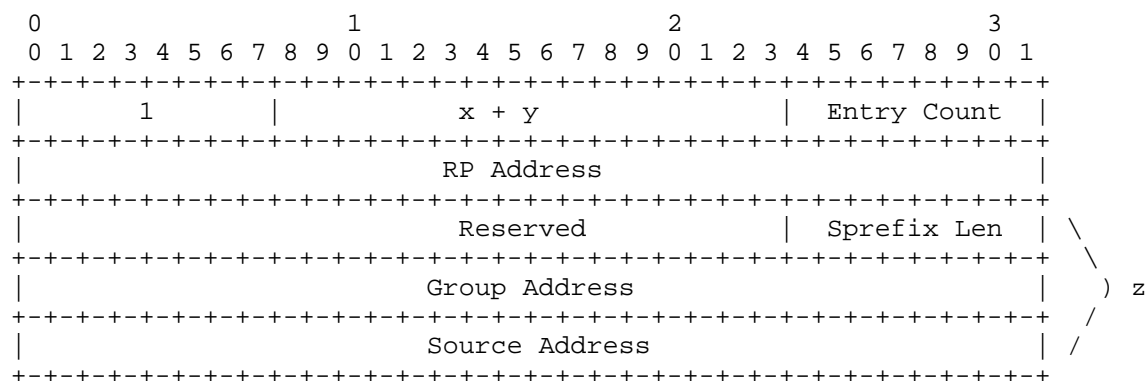 0                   1                   2                   3
0 1 2 3 4 5 6 7 8 9 0 1 2 3 4 5 6 7 8 9 0 1 2 3 4 5 6 7 8 9 0 1
+-+-+-+-+-+-+-+-+-+-+-+-+-+-+-+-+-+-+-+-+-+-+-+-+-+-+-+-+-+-+-+-+
|       1       |           x + y               |  Entry Count  |
+-+-+-+-+-+-+-+-+-+-+-+-+-+-+-+-+-+-+-+-+-+-+-+-+-+-+-+-+-+-+-+-+
|                          RP Address                           |
+-+-+-+-+-+-+-+-+-+-+-+-+-+-+-+-+-+-+-+-+-+-+-+-+-+-+-+-+-+-+-+-+
|                           Reserved            |  Sprefix Len  | \
+-+-+-+-+-+-+-+-+-+-+-+-+-+-+-+-+-+-+-+-+-+-+-+-+-+-+-+-+-+-+-+-+  \
|                         Group Address                         |   ) z
+-+-+-+-+-+-+-+-+-+-+-+-+-+-+-+-+-+-+-+-+-+-+-+-+-+-+-+-+-+-+-+-+  /
|                         Source Address                        | /
+-+-+-+-+-+-+-+-+-+-+-+-+-+-+-+-+-+-+-+-+-+-+-+-+-+-+-+-+-+-+-+-+